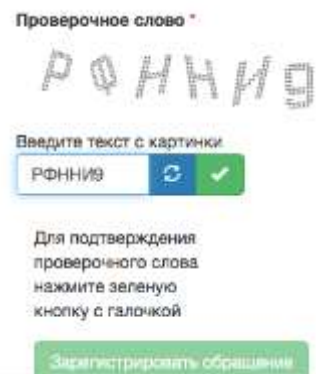 Проверочное слово *
РФННИ9
Введите текст с картинки
РФННИ9
Для подтверждения
проверочного слова
нажмите зеленую
кнопку с галочкой
Зарегистрировать обращение